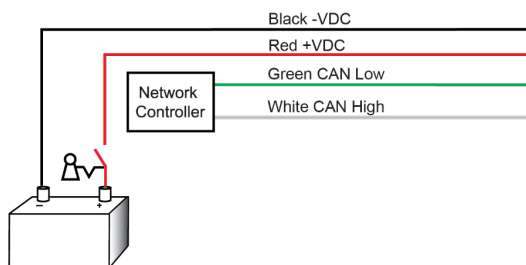 Black -VDC
Red +VDC
Green CAN Low
White CAN High
Network
Controller
– +